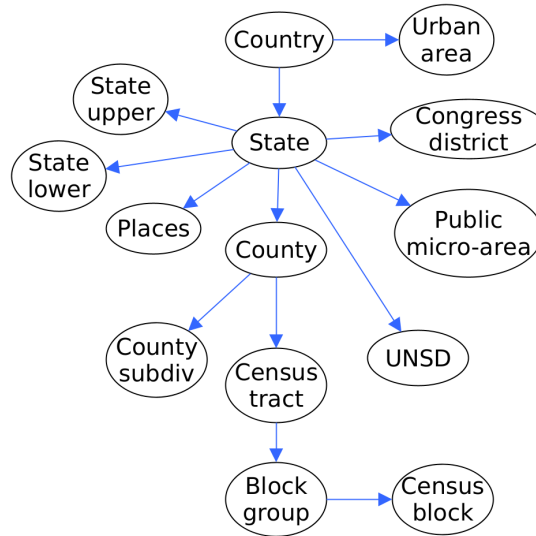 Country
Urban
area
State
upper
State
Congress
district
State
lower
Places
Public
micro-area
County
County
subdiv
Census
tract
UNSD
Block
group
Census
block